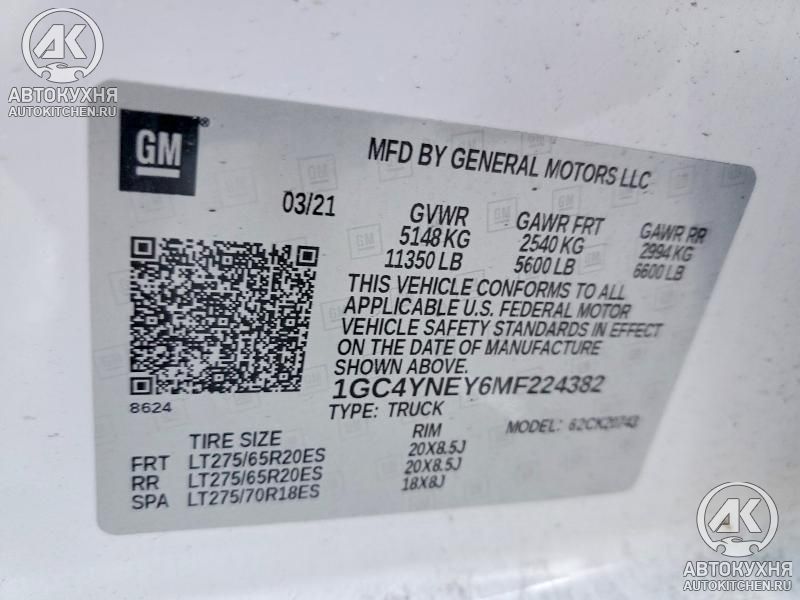 АК
АВТОКУХНЯ
AUTOKITCHEN.RU
GM®
MFD BY GENERAL MOTORS LLC
03/21
GVWR GAWR FRT GAWR RR
5148 KG 2540 KG 2994 KG
11350 LB 5600 LB 6600 LB
THIS VEHICLE CONFORMS TO ALL
APPLICABLE U.S. FEDERAL MOTOR
VEHICLE SAFETY STANDARDS IN EFFECT
ON THE DATE OF MANUFACTURE
SHOWN ABOVE.
1GC4YNEY6MF224382
8624
TYPE: TRUCK MODEL: 62CK20743
TIRE SIZE RIM
FRT LT275/65R20ES 20X8.5J
RR LT275/65R20ES 20X8.5J
SPA LT275/70R18ES 18X8J
АК
АВТОКУХНЯ
AUTOKITCHEN.RU